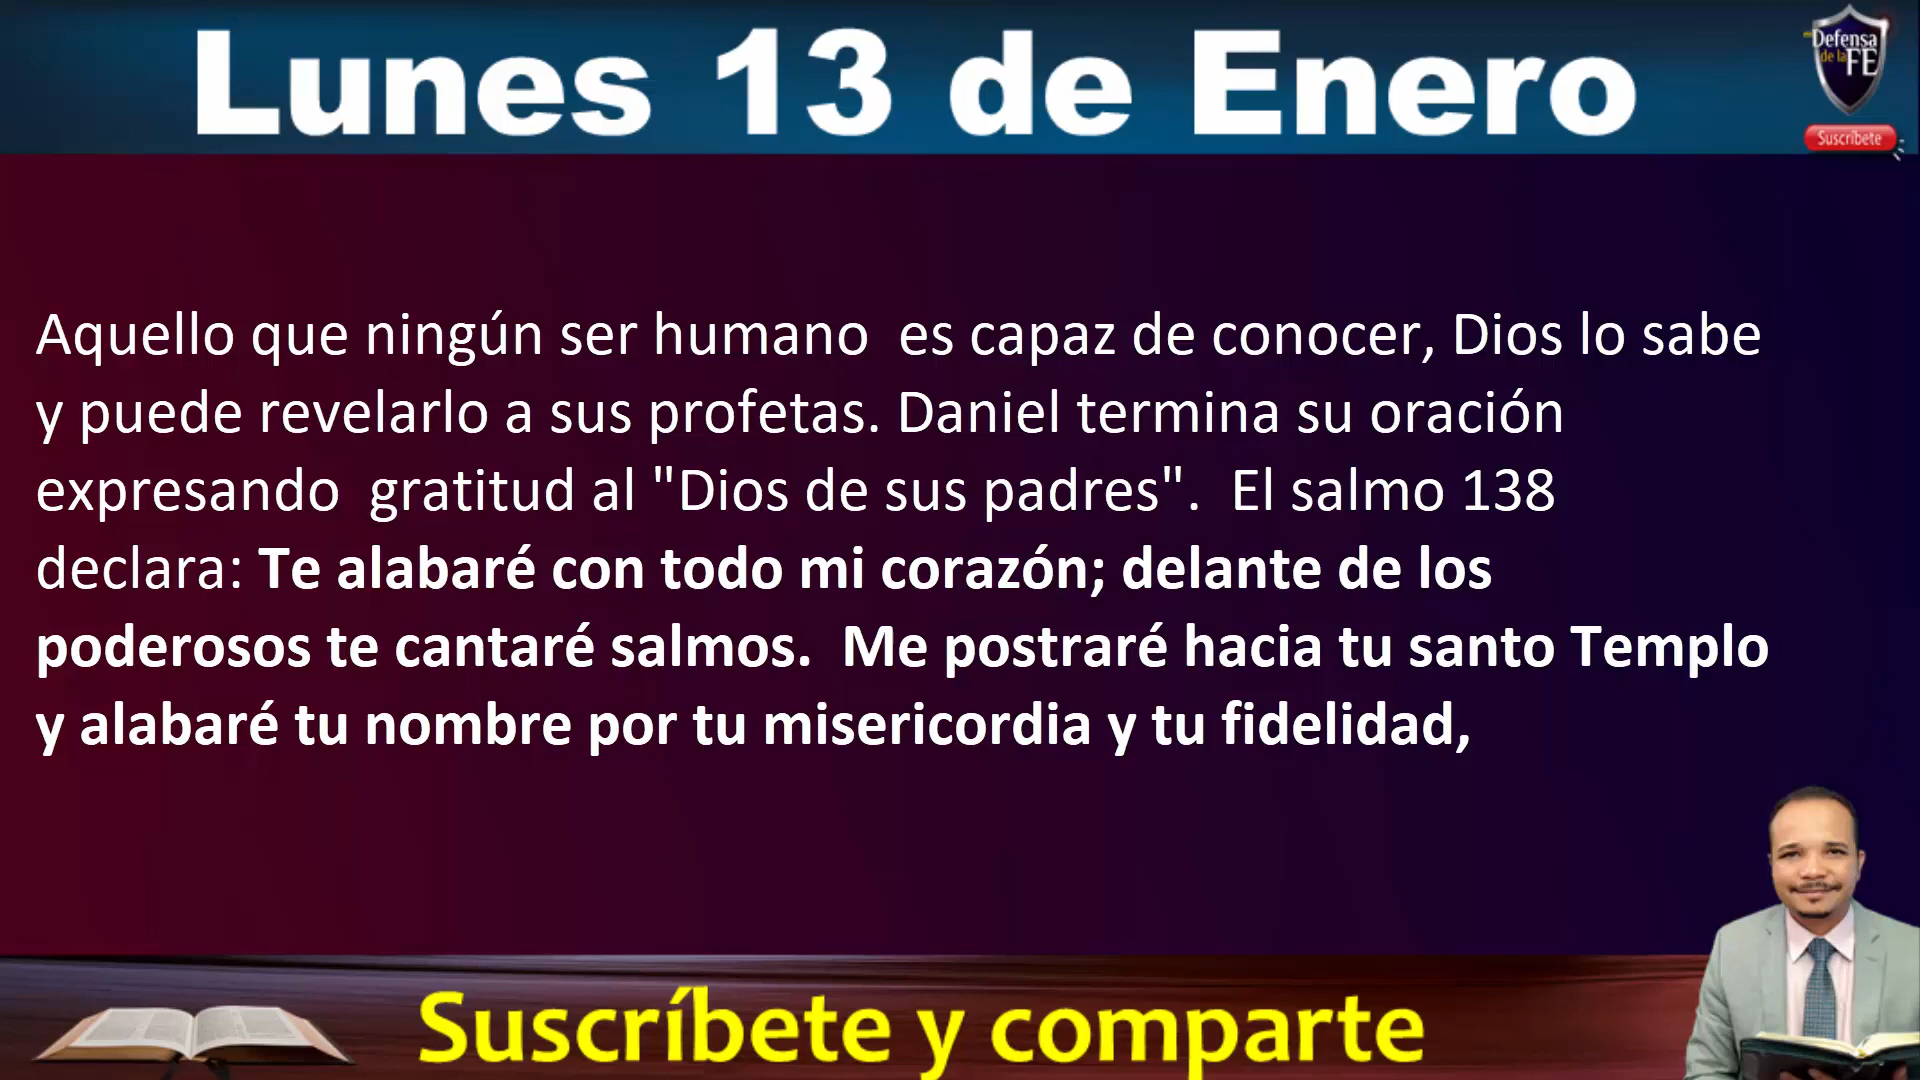 Lunes 13 de Enero
Defensa
de la FE
Suscríbete
Aquello que ningún ser humano  es capaz de conocer, Dios lo sabe
y puede revelarlo a sus profetas. Daniel termina su oración
expresando  gratitud al "Dios de sus padres".  El salmo 138
declara: Te alabaré con todo mi corazón; delante de los
poderosos te cantaré salmos.  Me postraré hacia tu santo Templo
y alabaré tu nombre por tu misericordia y tu fidelidad,
Suscríbete y comparte